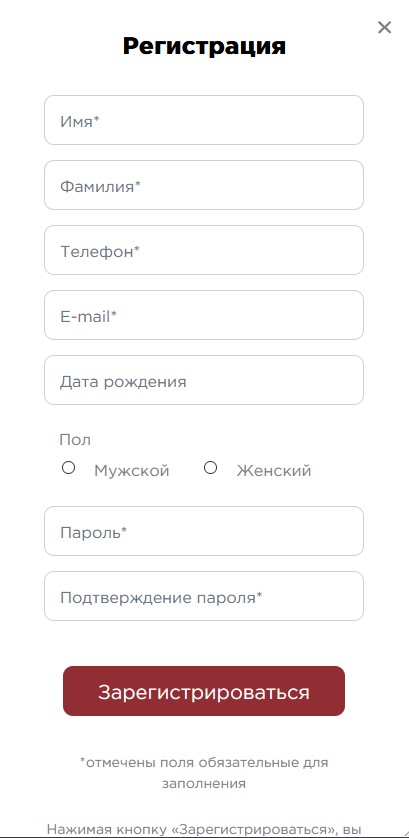 Регистрация
Имя*
Фамилия*
Телефон*
E-mail*
Дата рождения
Пол
Мужской Женский
Пароль*
Подтверждение пароля*
Зарегистрироваться
*отмечены поля обязательные для
заполнения
Нажимая кнопку «Зарегистрироваться», вы